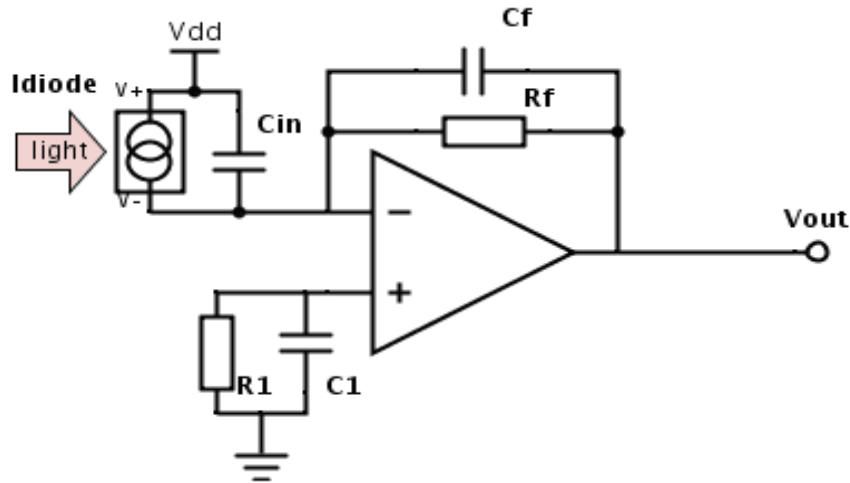 Cf
Vdd
Idiode
V+
Rf
Cin
light
V-
−
Vout
+
R1
C1